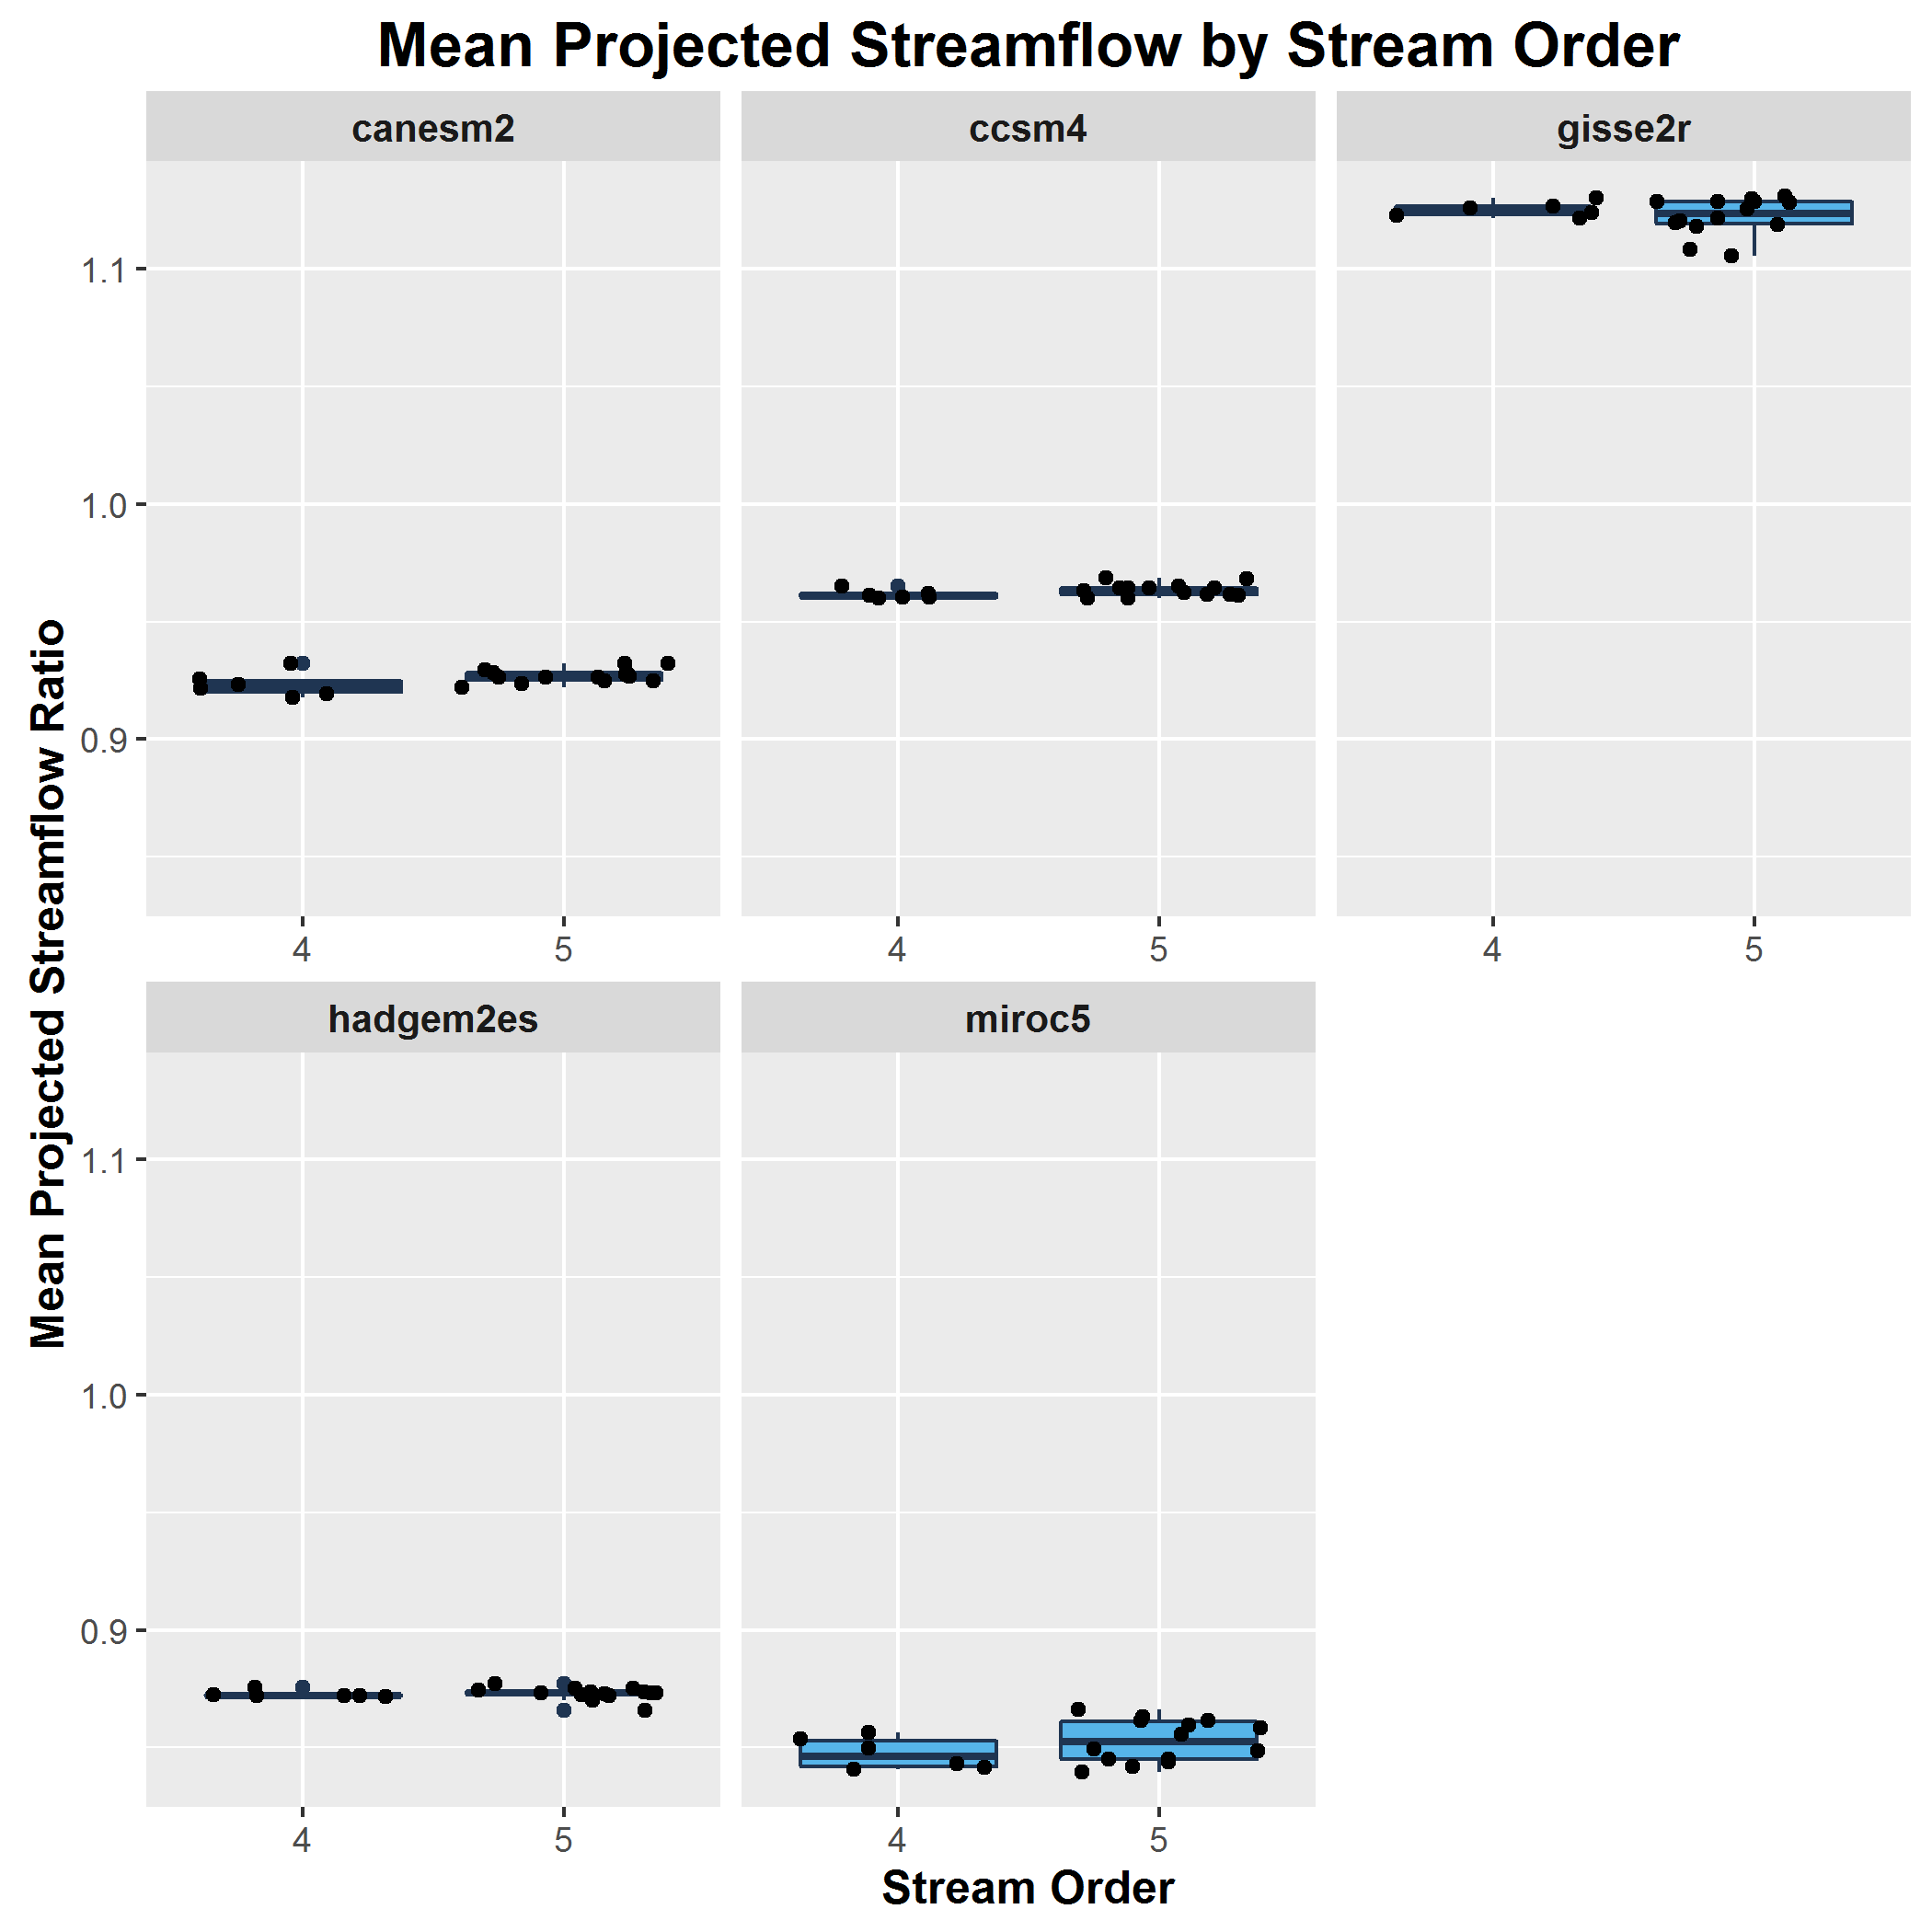 Mean Projected Streamflow by Stream Order
canesm2
ccsm4
gisse2r
1.1
1.0
0.9
4
5
4
5
4
5
hadgem2es
miroc5
1.1
1.0
0.9
4
5
4
5
Mean Projected Streamflow Ratio
Stream Order